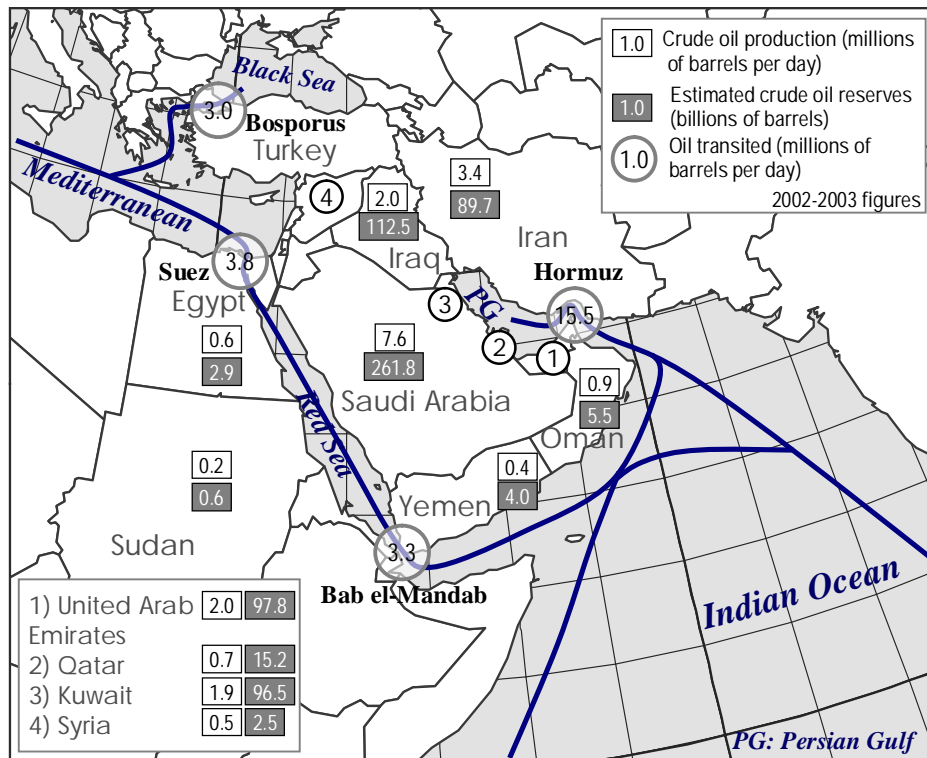 1.0 Crude oil production (millions
of barrels per day)
1.0 Estimated crude oil reserves
(billions of barrels)
1.0 Oil transited (millions of
barrels per day)
2002-2003 figures
Black Sea
3.0
Bosporus
Turkey
Mediterranean
4
2.0
112.5
Iraq
3.4
89.7
Iran
Suez
3.8
Egypt
0.6
2.9
Hormuz
15.5
PG
3
2
1
7.6
261.8
Saudi Arabia
0.9
5.5
Oman
Red Sea
0.4
4.0
Yemen
0.2
0.6
Sudan
3.3
Bab el-Mandab
Indian Ocean
1) United Arab 2.0 97.8
Emirates
2) Qatar 0.7 15.2
3) Kuwait 1.9 96.5
4) Syria 0.5 2.5
PG: Persian Gulf